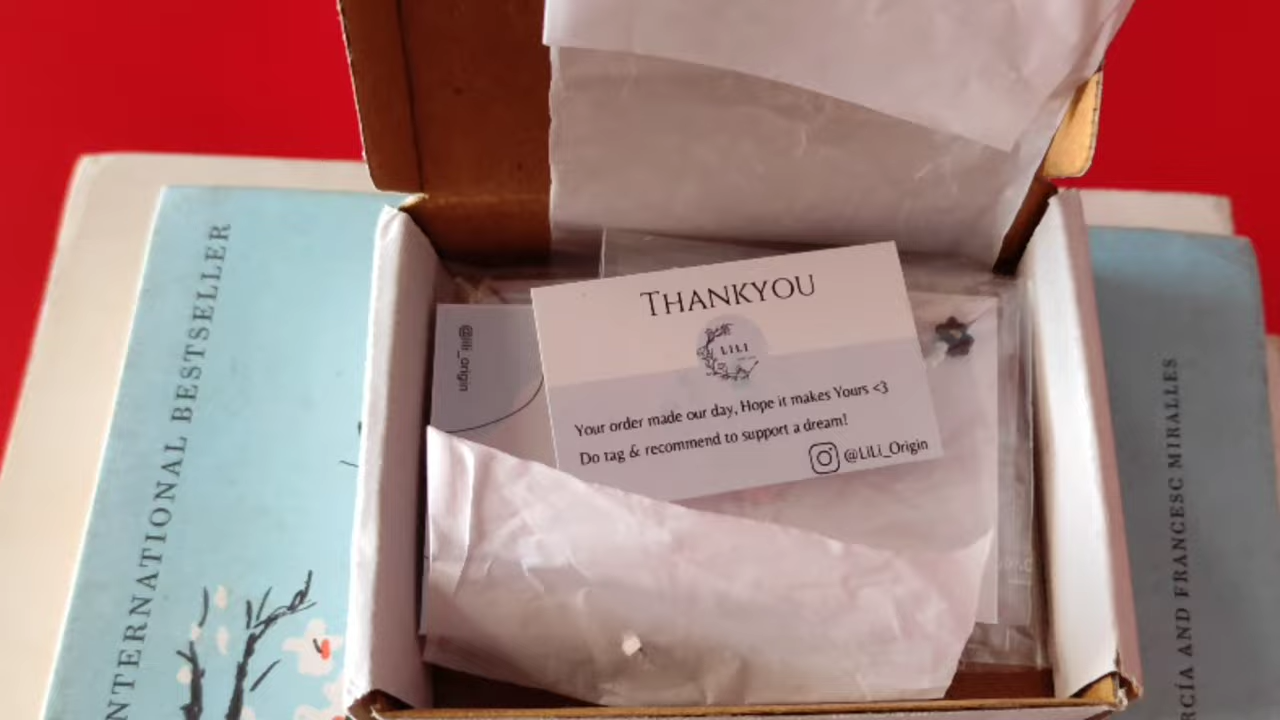 INTERNATIONAL BESTSELLER
@lili_origin
THANKYOU
LILI
Your order made our day, Hope it makes Yours <3
Do tag & recommend to support a dream!
@LiLi_Origin
AND FRANCESC MIRALLES